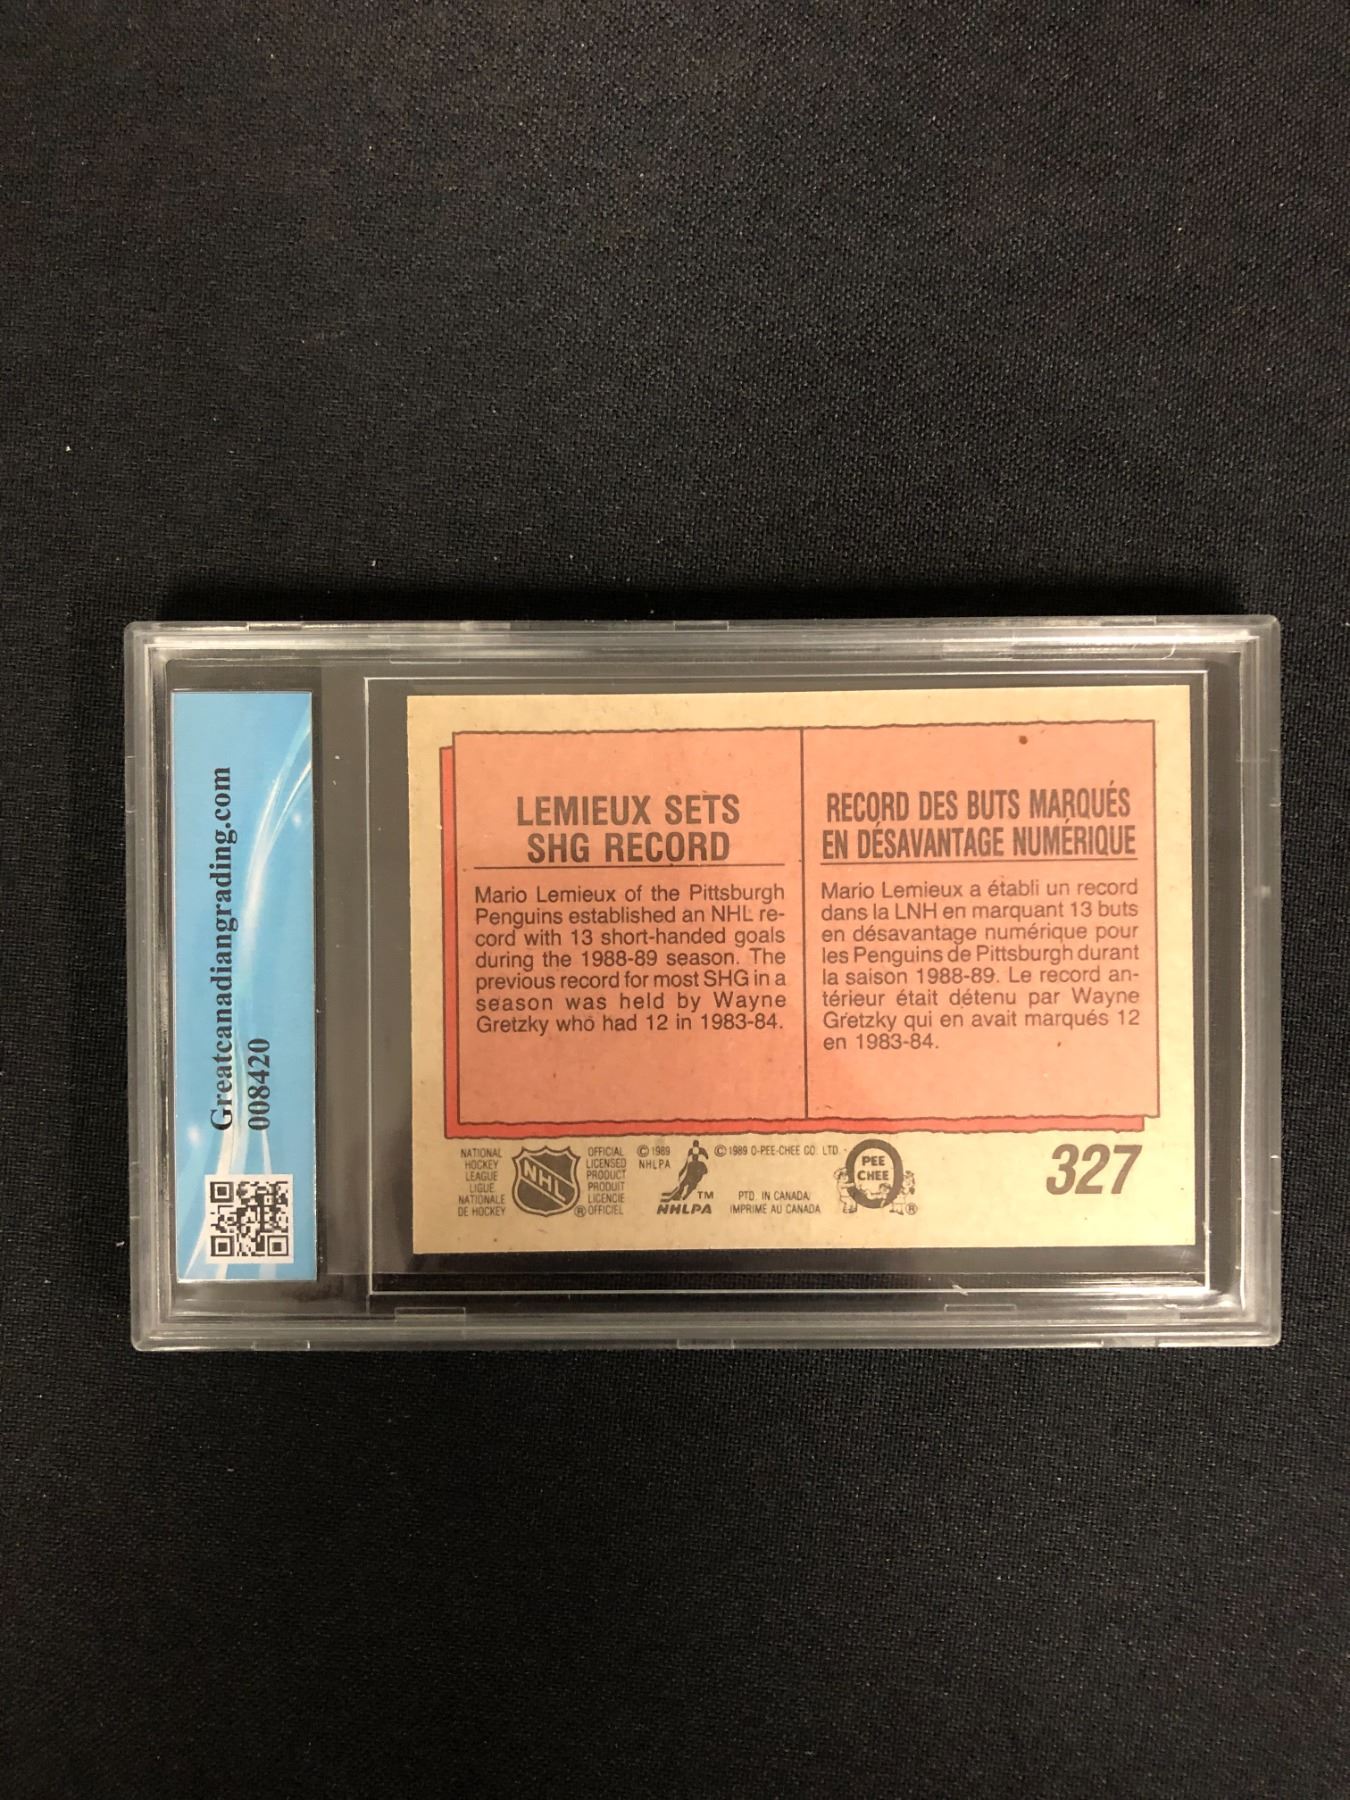 Greatcanadiangrading.com
008420
LEMIEUX SETS
SHG RECORD
Mario Lemieux of the Pittsburgh
Penguins established an NHL re-
cord with 13 short-handed goals
during the 1988-89 season. The
previous record for most SHG in a
season was held by Wayne
Gretzky who had 12 in 1983-84.
RECORD DES BUTS MARQUÉS
EN DÉSAVANTAGE NUMÉRIQUE
Mario Lemieux a établi un record
dans la LNH en marquant 13 buts
en désavantage numérique pour
les Penguins de Pittsburgh durant
la saison 1988-89. Le record an-
térieur était détenu par Wayne
Gretzky qui en avait marqués 12
en 1983-84.
NATIONAL
HOCKEY
LEAGUE
LIGUE
NATIONALE
DE HOCKEY
NHL
OFFICIAL
LICENSED
PRODUCT
PRODUIT
LICENCIE
® OFFICIEL
© 1989
NHLPA
TM
NHLPA
© 1989 O-PEE-CHEE CO. LTD.
PTD. IN CANADA
IMPRIMÉ AU CANADA
O
PEE
CHEE
®
327